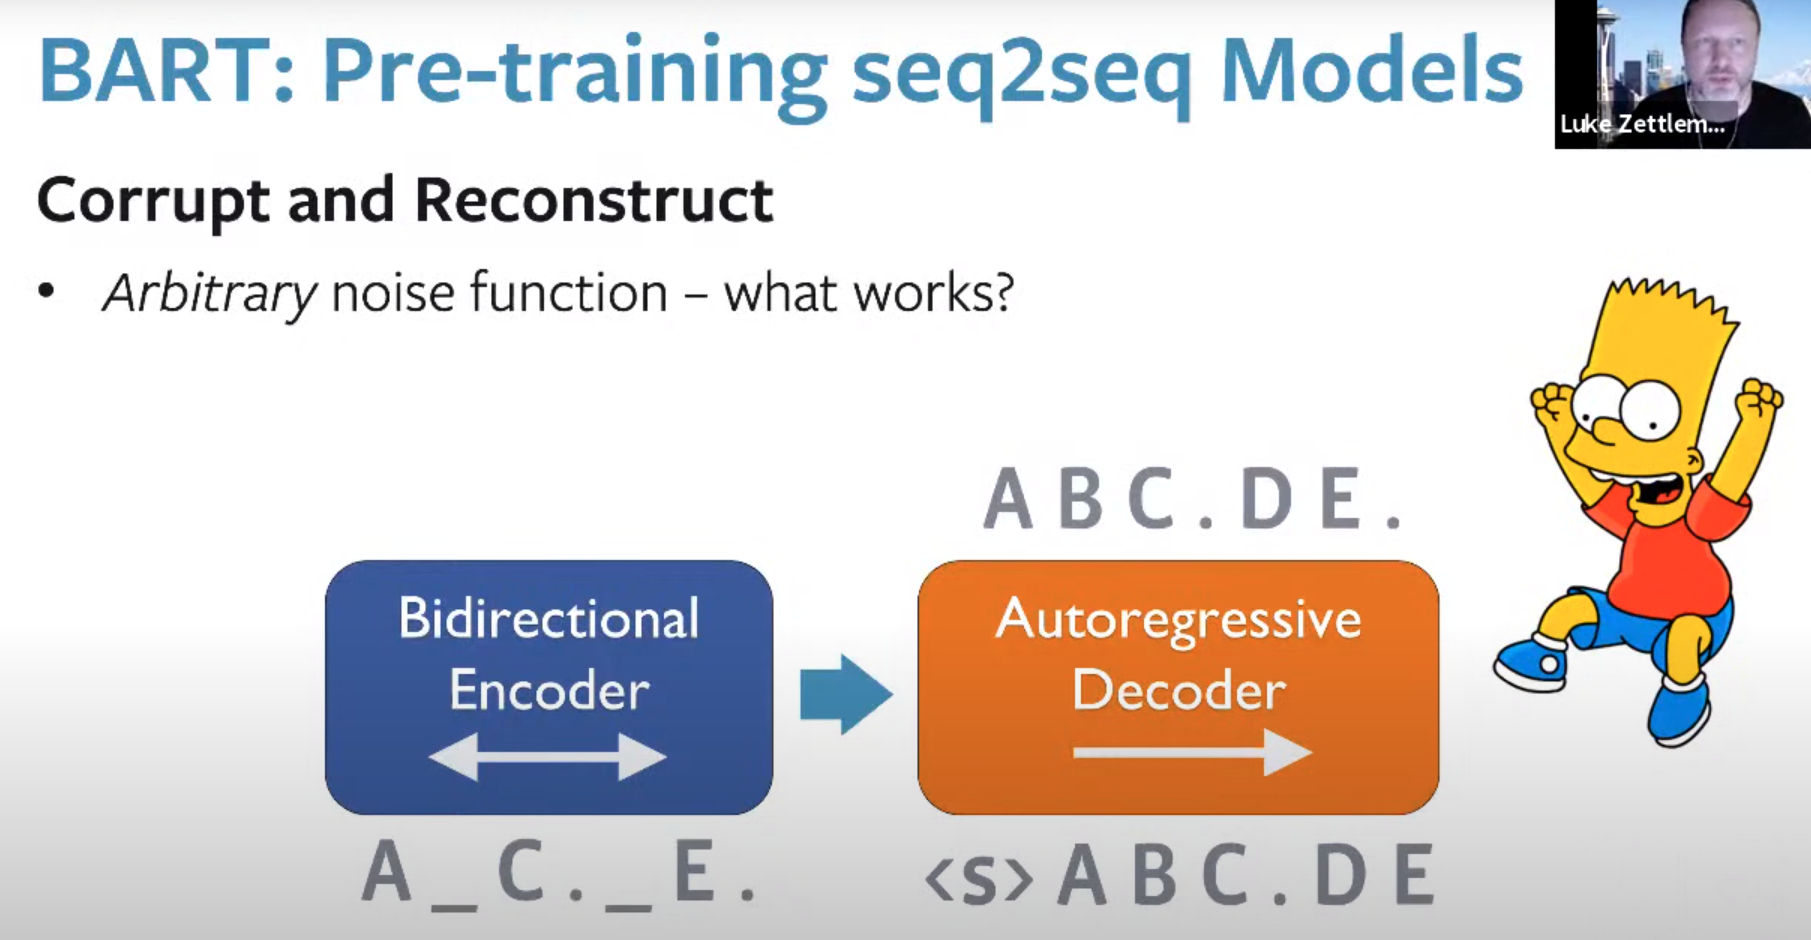 BART: Pre-training seq2seq Models
Luke Zettlem...
Corrupt and Reconstruct
• Arbitrary noise function – what works?
A B C . D E .
Bidirectional
Encoder
Autoregressive
Decoder
A _ C . _ E .
<s> A B C . D E